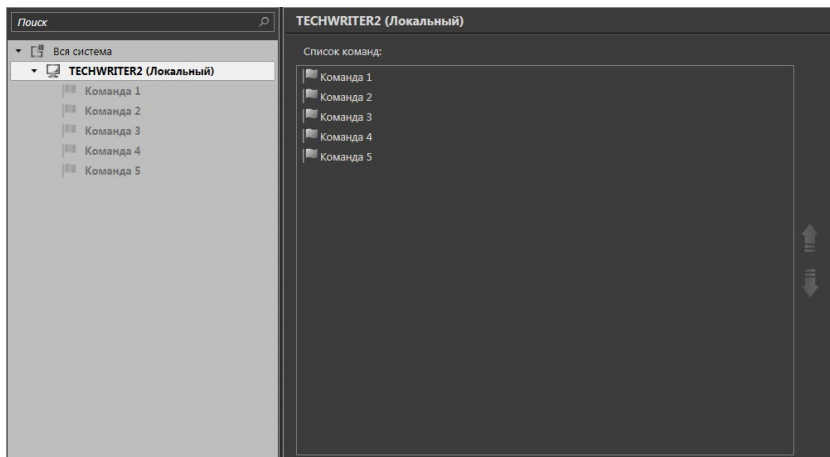 Поиск
Вся система
TECHWRITER2 (Локальный)
Команда 1
Команда 2
Команда 3
Команда 4
Команда 5
TECHWRITER2 (Локальный)
Список команд:
Команда 1
Команда 2
Команда 3
Команда 4
Команда 5